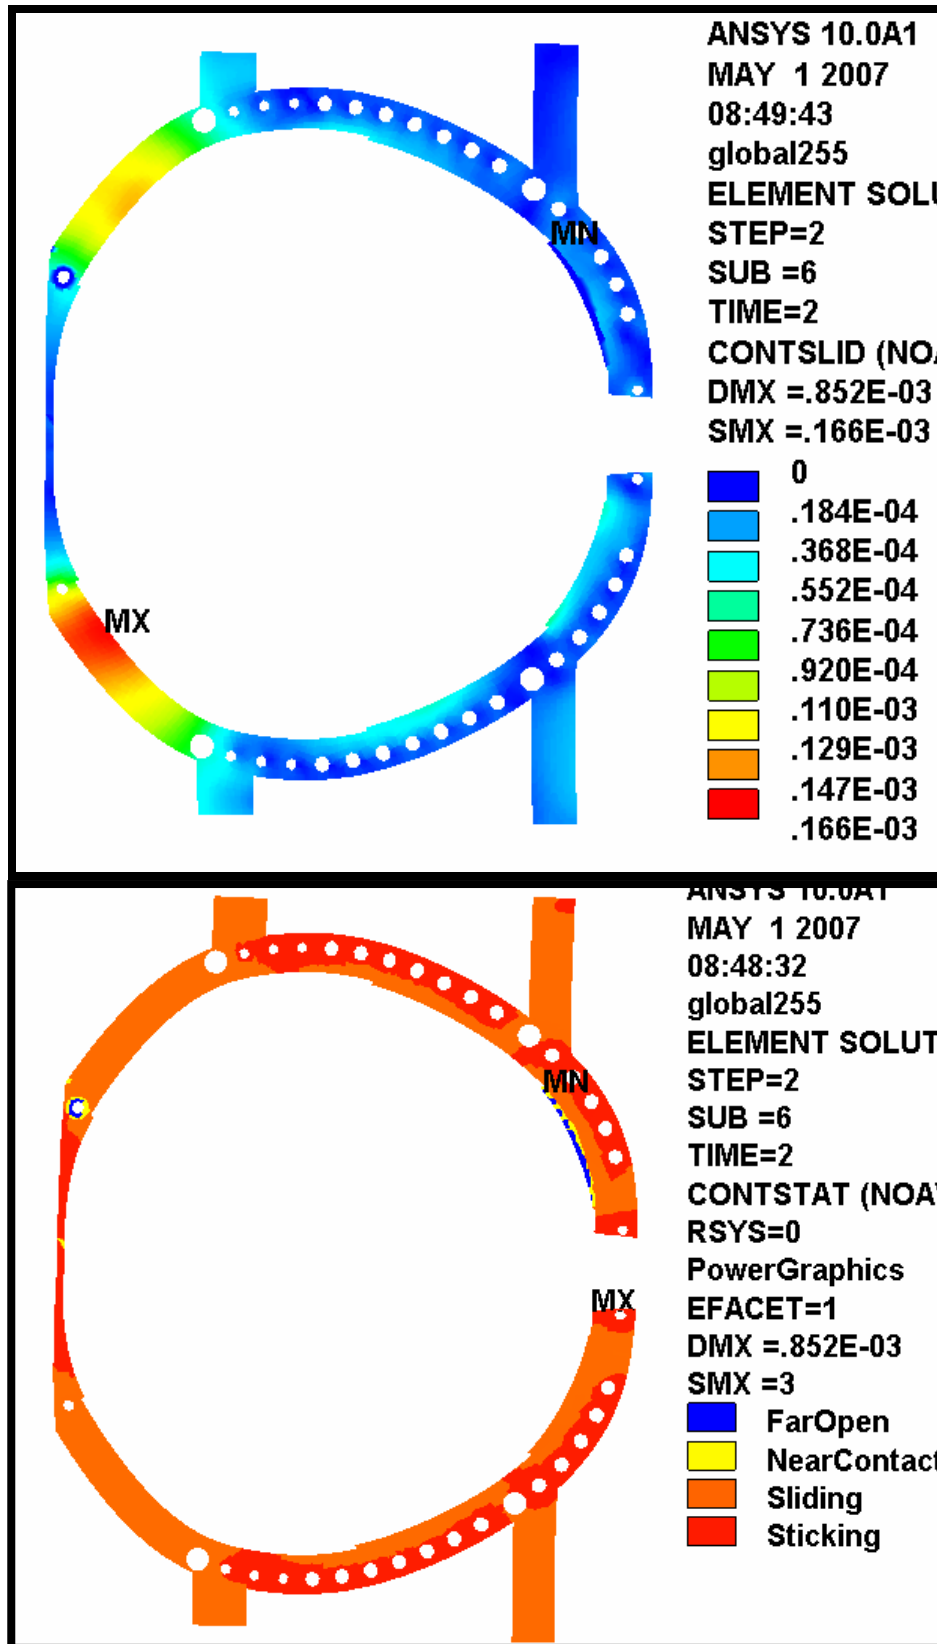 ANSYS 10.0A1
MAY 1 2007
08:49:43
global255
ELEMENT SOLU
STEP=2
SUB =6
TIME=2
CONTSLID (NOA
DMX =.852E-03
SMX =.166E-03
0
.184E-04
.368E-04
.552E-04
.736E-04
.920E-04
.110E-03
.129E-03
.147E-03
.166E-03
MN
MX
ANSYS 10.0A1
MAY 1 2007
08:48:32
global255
ELEMENT SOLUT
STEP=2
SUB =6
TIME=2
CONTSTAT (NOAV
RSYS=0
PowerGraphics
EFACET=1
DMX =.852E-03
SMX =3
FarOpen
NearContact
Sliding
Sticking
MN
MX